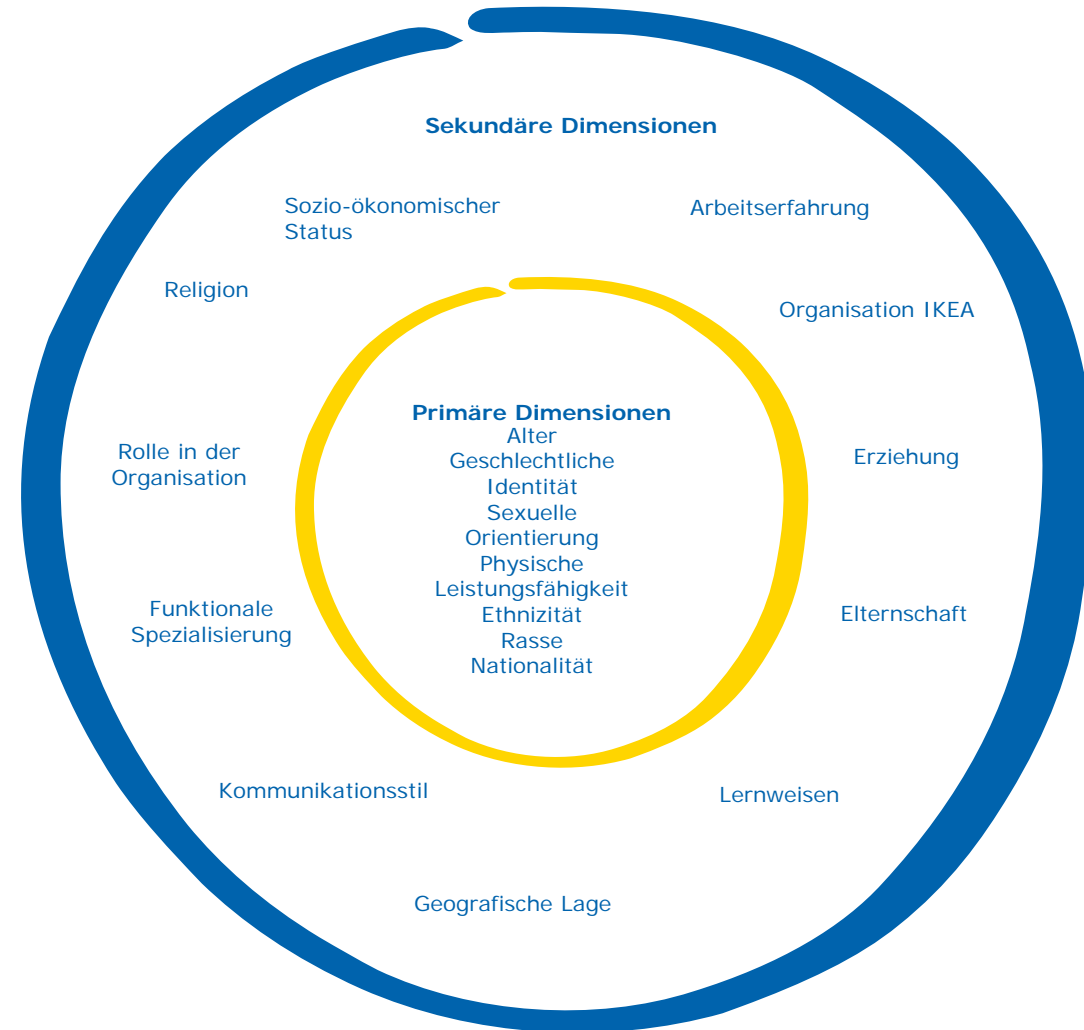 Sekundäre Dimensionen
Sozio-ökonomischer
Status
Arbeitserfahrung
Religion
Organisation IKEA
Primäre Dimensionen
Alter
Geschlechtliche
Identität
Sexuelle
Orientierung
Physische
Leistungsfähigkeit
Ethnizität
Rasse
Nationalität
Rolle in der
Organisation
Erziehung
Funktionale
Spezialisierung
Elternschaft
Kommunikationsstil
Lernweisen
Geografische Lage